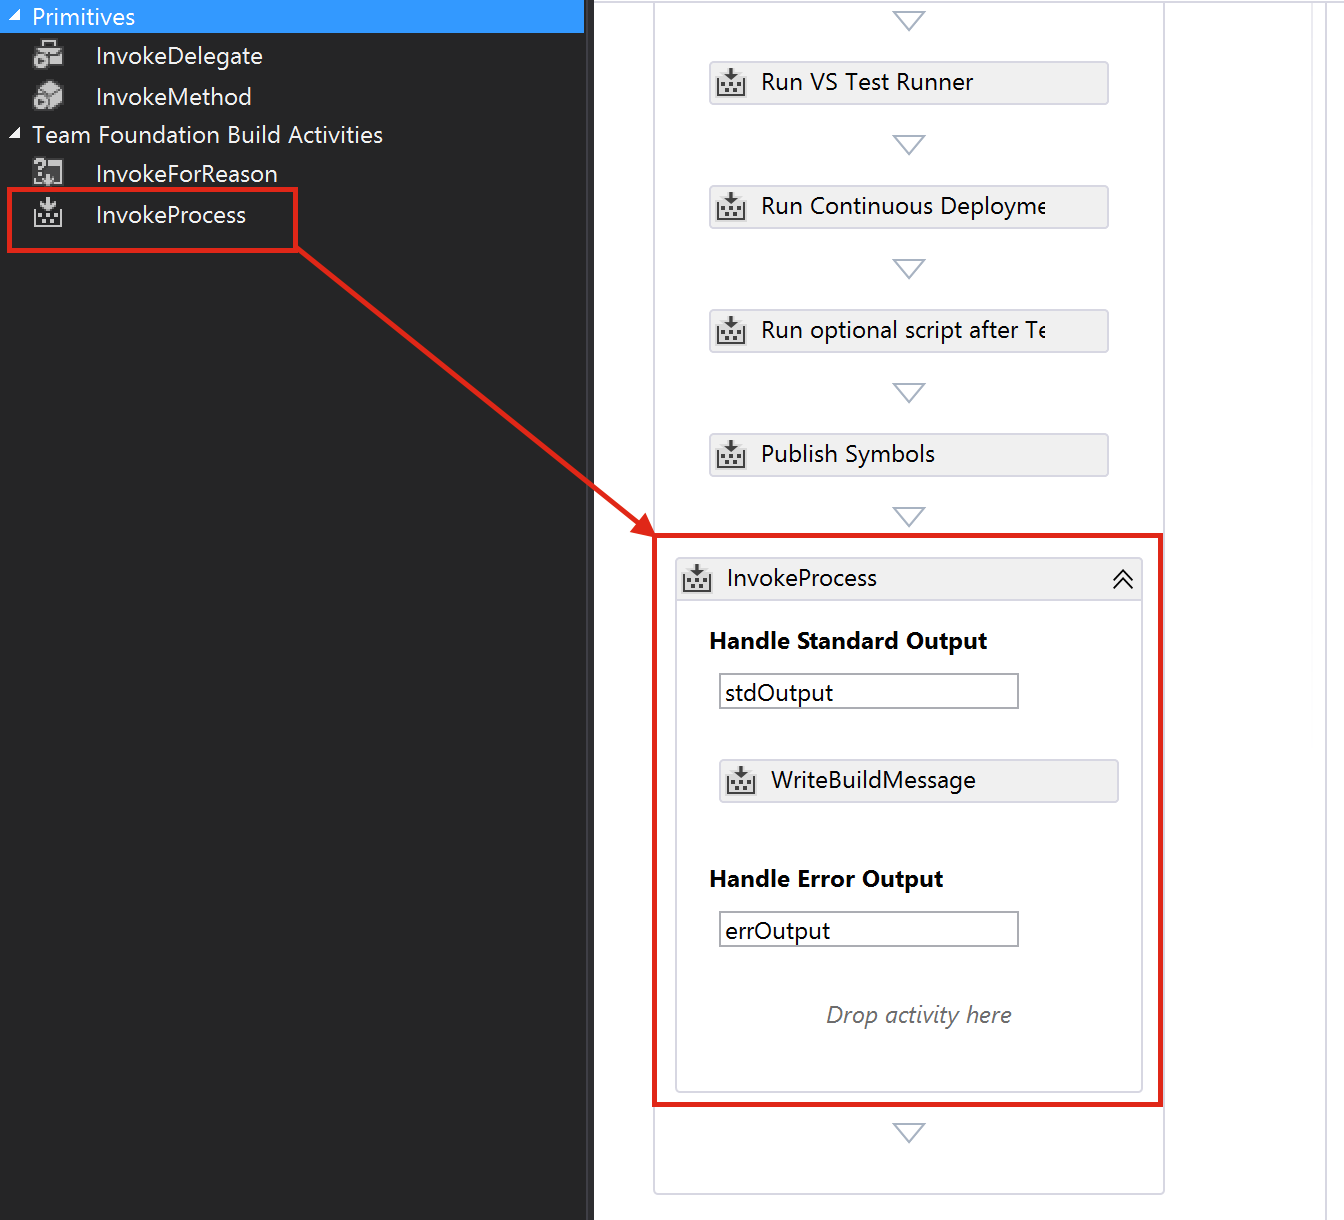 Primitives
InvokeDelegate
InvokeMethod
Team Foundation Build Activities
InvokeForReason
InvokeProcess
Run VS Test Runner
Run Continuous Deployme
Run optional script after Te
Publish Symbols
InvokeProcess
Handle Standard Output
stdOutput
WriteBuildMessage
Handle Error Output
errOutput
Drop activity here